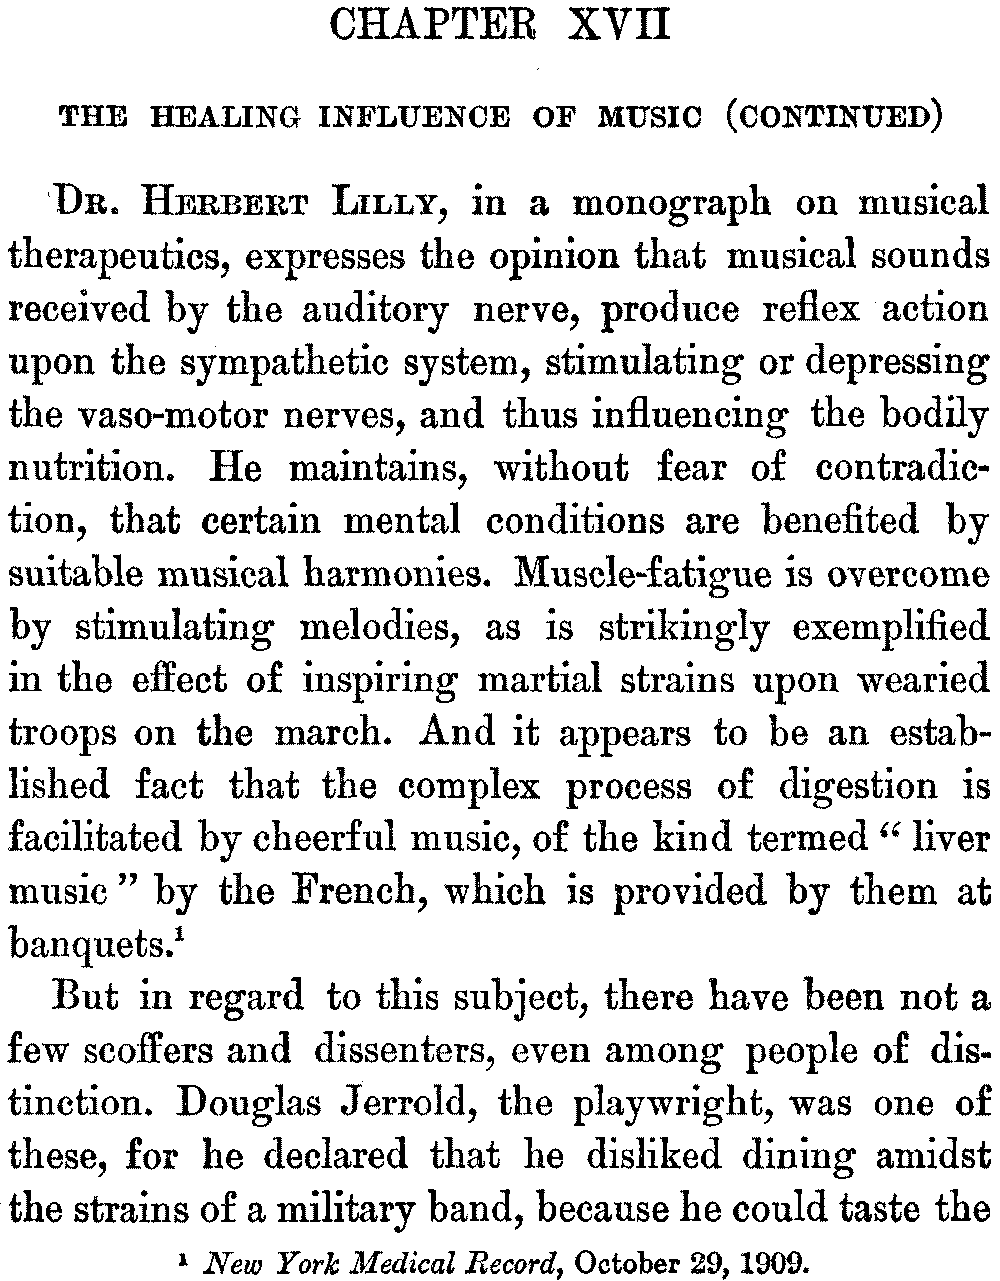 CHAPTER XVII
THE HEALING INFLUENCE OF MUSIC (CONTINUED)
DR. HERBERT LILLY, in a monograph on musical
therapeutics, expresses the opinion that musical sounds
received by the auditory nerve, produce reflex action
upon the sympathetic system, stimulating or depressing
the vaso-motor nerves, and thus influencing the bodily
nutrition. He maintains, without fear of contradic-
tion, that certain mental conditions are benefited by
suitable musical harmonies. Muscle-fatigue is overcome
by stimulating melodies, as is strikingly exemplified
in the effect of inspiring martial strains upon wearied
troops on the march. And it appears to be an estab-
lished fact that the complex process of digestion is
facilitated by cheerful music, of the kind termed “ liver
music ” by the French, which is provided by them at
banquets.¹
But in regard to this subject, there have been not a
few scoffers and dissenters, even among people of dis-
tinction. Douglas Jerrold, the playwright, was one of
these, for he declared that he disliked dining amidst
the strains of a military band, because he could taste the
¹ New York Medical Record, October 29, 1909.